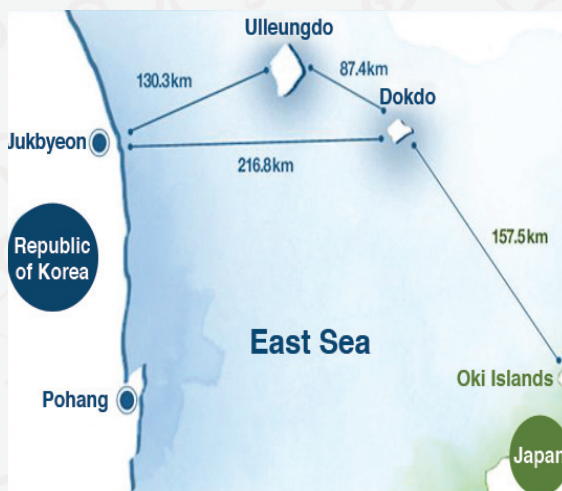 Ulleungdo
130.3km
87.4km
Dokdo
Jukbyeon
216.8km
Republic
of Korea
157.5km
East Sea
Oki Islands
Pohang
Japan